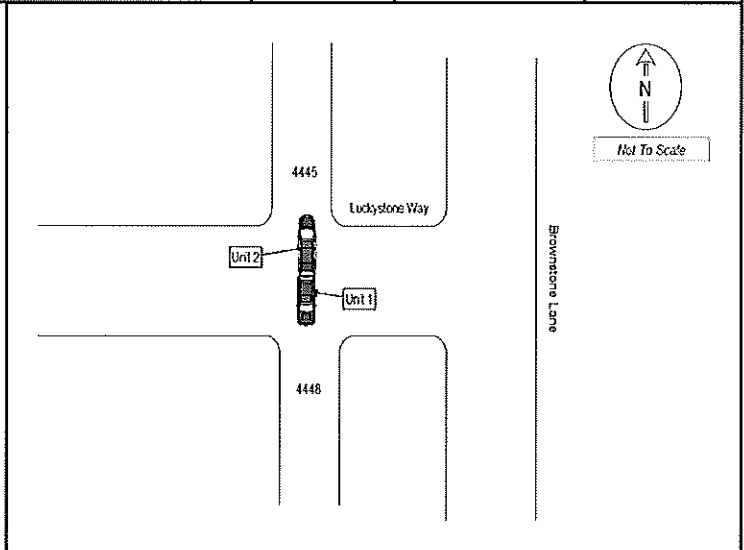 N
Not To Scale
4445
Luckystone Way
Unit 2
Unit 1
Brownstone Lane
4448